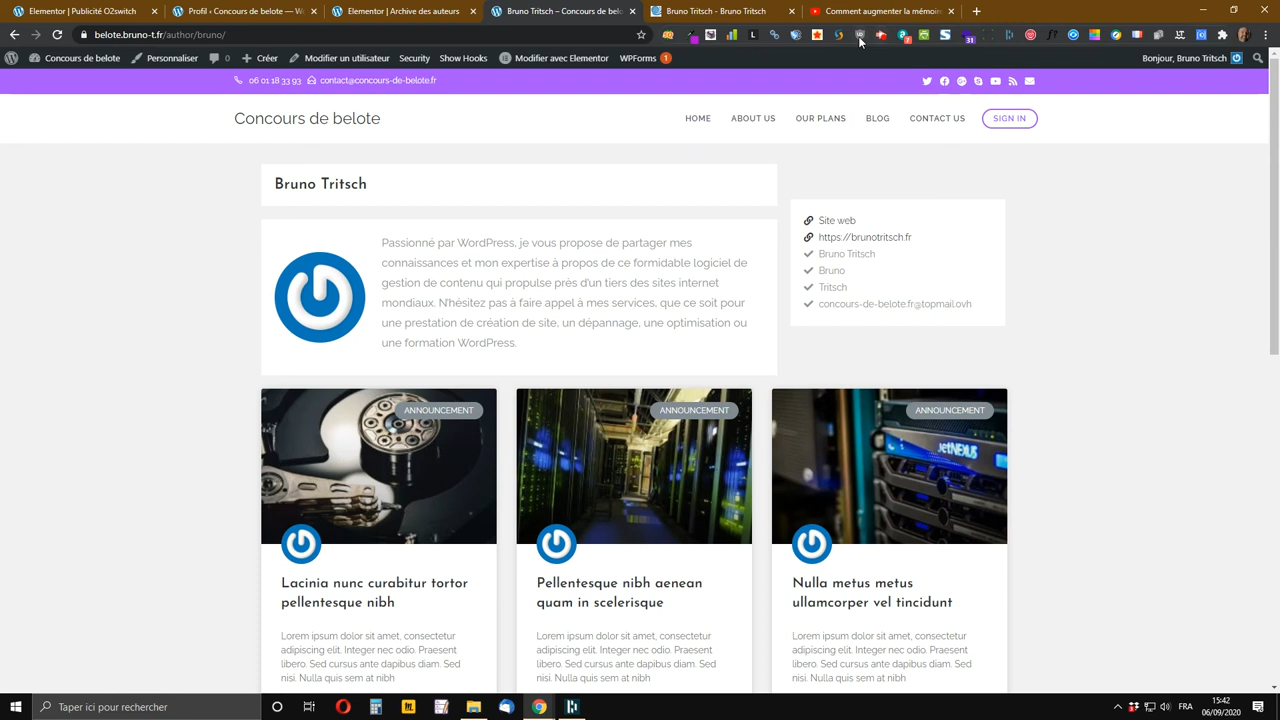 Elementor | Publicité O2switch
Profil ‹ Concours de belote — W
Elementor | Archive des auteurs
Bruno Tritsch – Concours de belo
Bruno Tritsch - Bruno Tritsch
Comment augmenter la mémoire
belote.bruno-t.fr/author/bruno/
7
31
Concours de belote
Personnaliser
0
Créer
Modifier un utilisateur
Security
Show Hooks
Modifier avec Elementor
WPForms
1
Bonjour, Bruno Tritsch
06 01 18 33 93
contact@concours-de-belote.fr
Concours de belote
HOME
ABOUT US
OUR PLANS
BLOG
CONTACT US
SIGN IN
Bruno Tritsch
Passionné par WordPress, je vous propose de partager mes
connaissances et mon expertise à propos de ce formidable logiciel de
gestion de contenu qui propulse près d'un tiers des sites internet
mondiaux. N'hésitez pas à faire appel à mes services, que ce soit pour
une prestation de création de site, un dépannage, une optimisation ou
une formation WordPress.
Site web
https://brunotritsch.fr
Bruno Tritsch
Bruno
Tritsch
concours-de-belote.fr@topmail.ovh
ANNOUNCEMENT
ANNOUNCEMENT
ANNOUNCEMENT
JetNEXUS
Lacinia nunc curabitur tortor
pellentesque nibh
Pellentesque nibh aenean
quam in scelerisque
Nulla metus metus
ullamcorper vel tincidunt
Lorem ipsum dolor sit amet, consectetur
adipiscing elit. Integer nec odio. Praesent
libero. Sed cursus ante dapibus diam. Sed
nisi. Nulla quis sem at nibh
Lorem ipsum dolor sit amet, consectetur
adipiscing elit. Integer nec odio. Praesent
libero. Sed cursus ante dapibus diam. Sed
nisi. Nulla quis sem at nibh
Lorem ipsum dolor sit amet, consectetur
adipiscing elit. Integer nec odio. Praesent
libero. Sed cursus ante dapibus diam. Sed
nisi. Nulla quis sem at nibh
Taper ici pour rechercher
FRA
15:42
06/09/2020